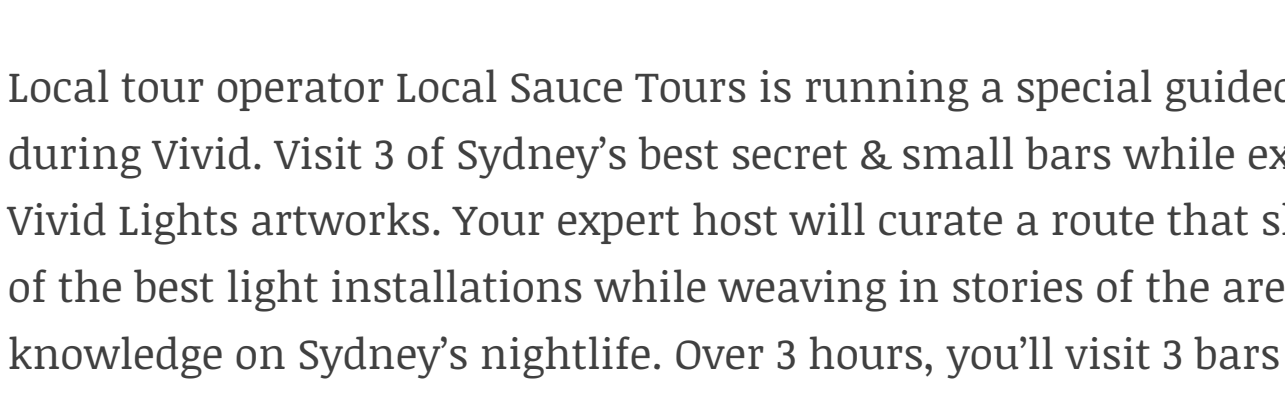 Local tour operator Local Sauce Tours is running a special guided
during Vivid. Visit 3 of Sydney’s best secret & small bars while ex
Vivid Lights artworks. Your expert host will curate a route that s
of the best light installations while weaving in stories of the are
knowledge on Sydney’s nightlife. Over 3 hours, you’ll visit 3 bars